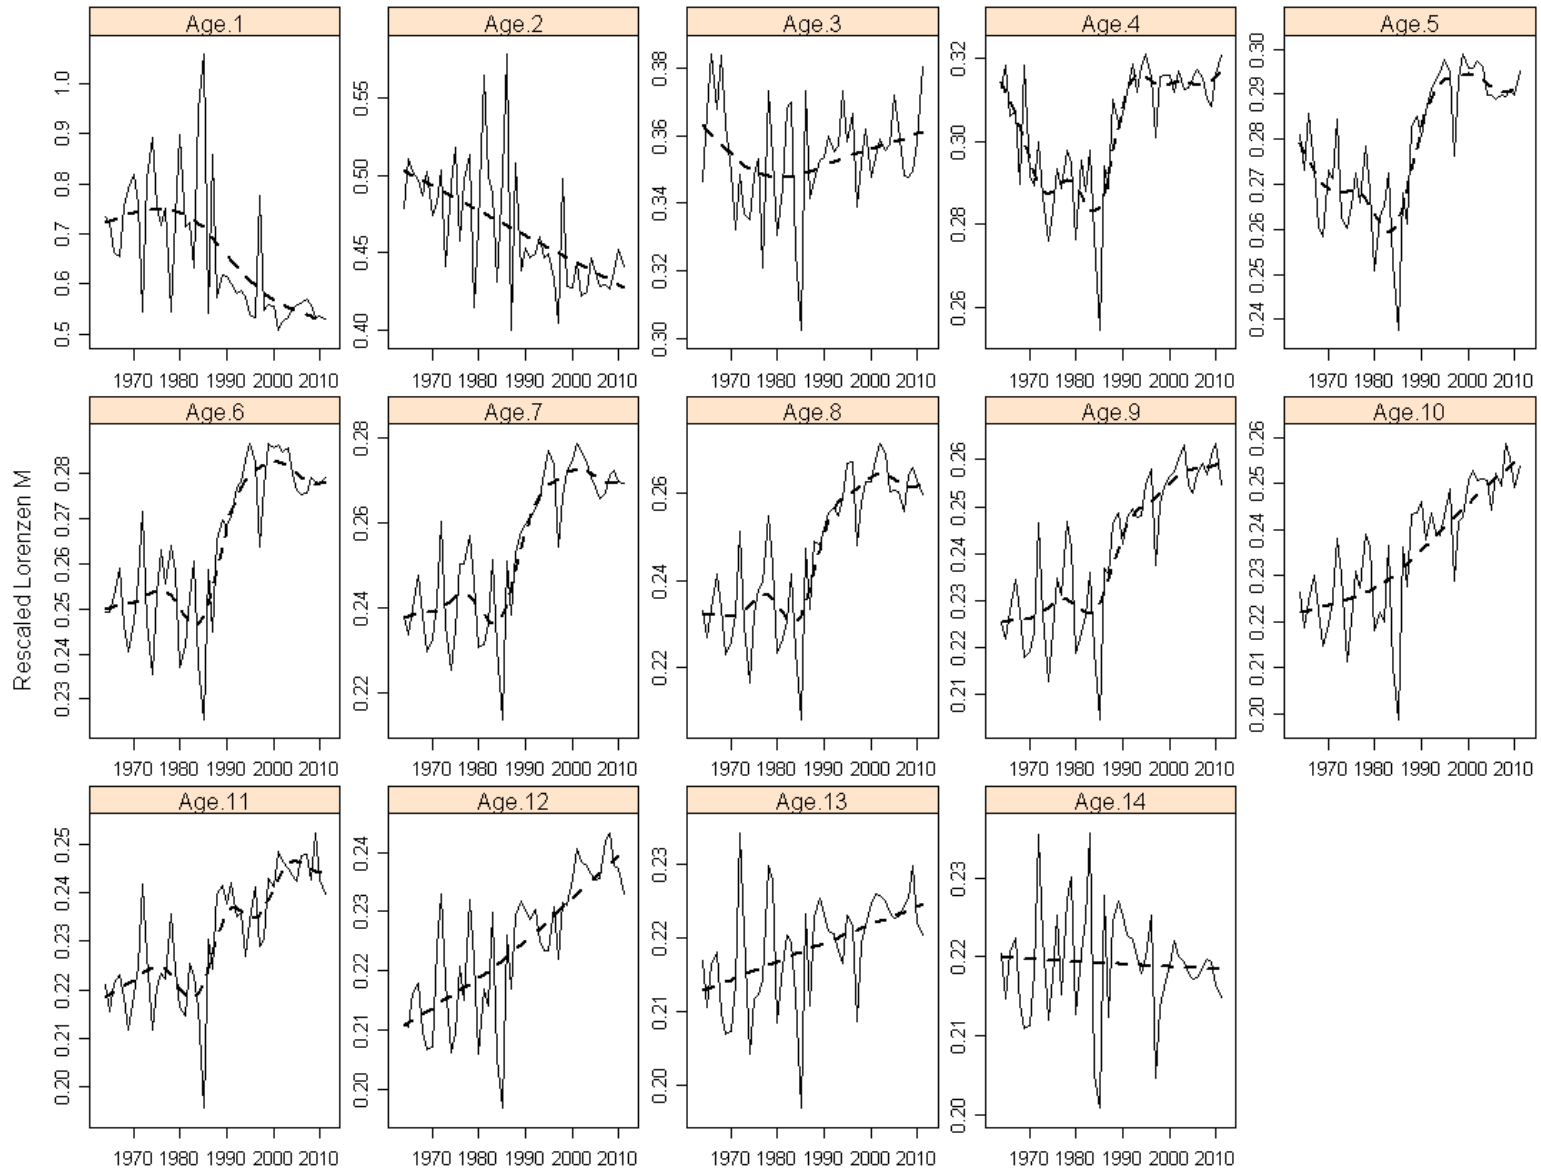 Age.1 Age.2 Age.3 Age.4 Age.5
1.0 0.9 0.8 0.7 0.6 0.5
0.55 0.50 0.45 0.40
0.38 0.36 0.34 0.32 0.30
0.32 0.30 0.28 0.26
0.30 0.29 0.28 0.27 0.26 0.25 0.24
1970 1980 1990 2000 2010 1970 1980 1990 2000 2010 1970 1980 1990 2000 2010 1970 1980 1990 2000 2010 1970 1980 1990 2000 2010
Age.6 Age.7 Age.8 Age.9 Age.10
Rescaled Lorenzen M
0.28 0.27 0.26 0.25 0.24 0.23
0.28 0.26 0.24 0.22
0.26 0.24 0.22
0.26 0.25 0.24 0.23 0.22 0.21
0.26 0.25 0.24 0.23 0.22 0.21 0.20
1970 1980 1990 2000 2010 1970 1980 1990 2000 2010 1970 1980 1990 2000 2010 1970 1980 1990 2000 2010 1970 1980 1990 2000 2010
Age.11 Age.12 Age.13 Age.14
0.25 0.24 0.23 0.22 0.21 0.20
0.24 0.23 0.22 0.21 0.20
0.23 0.22 0.21 0.20
0.23 0.22 0.21 0.20
1970 1980 1990 2000 2010 1970 1980 1990 2000 2010 1970 1980 1990 2000 2010 1970 1980 1990 2000 2010